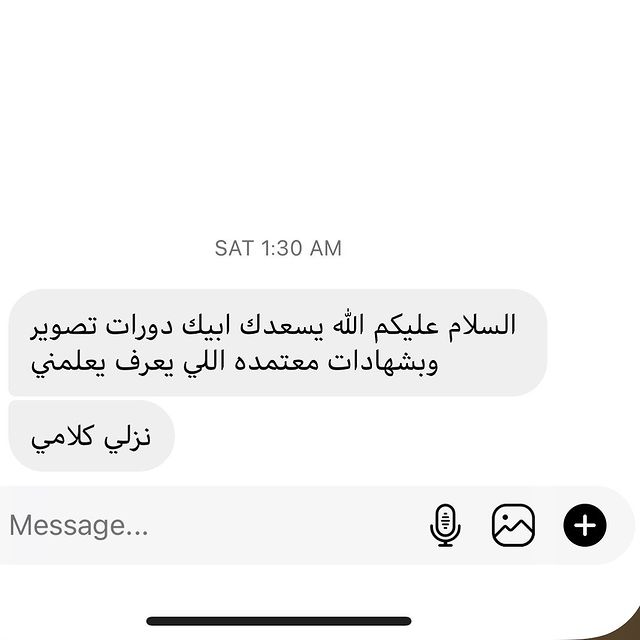 SAT 1:30 AM
السلام عليكم الله يسعدك ابيك دورات تصوير
وبشهادات معتمده اللي يعرف يعلمني
نزلي كلامي
Message...